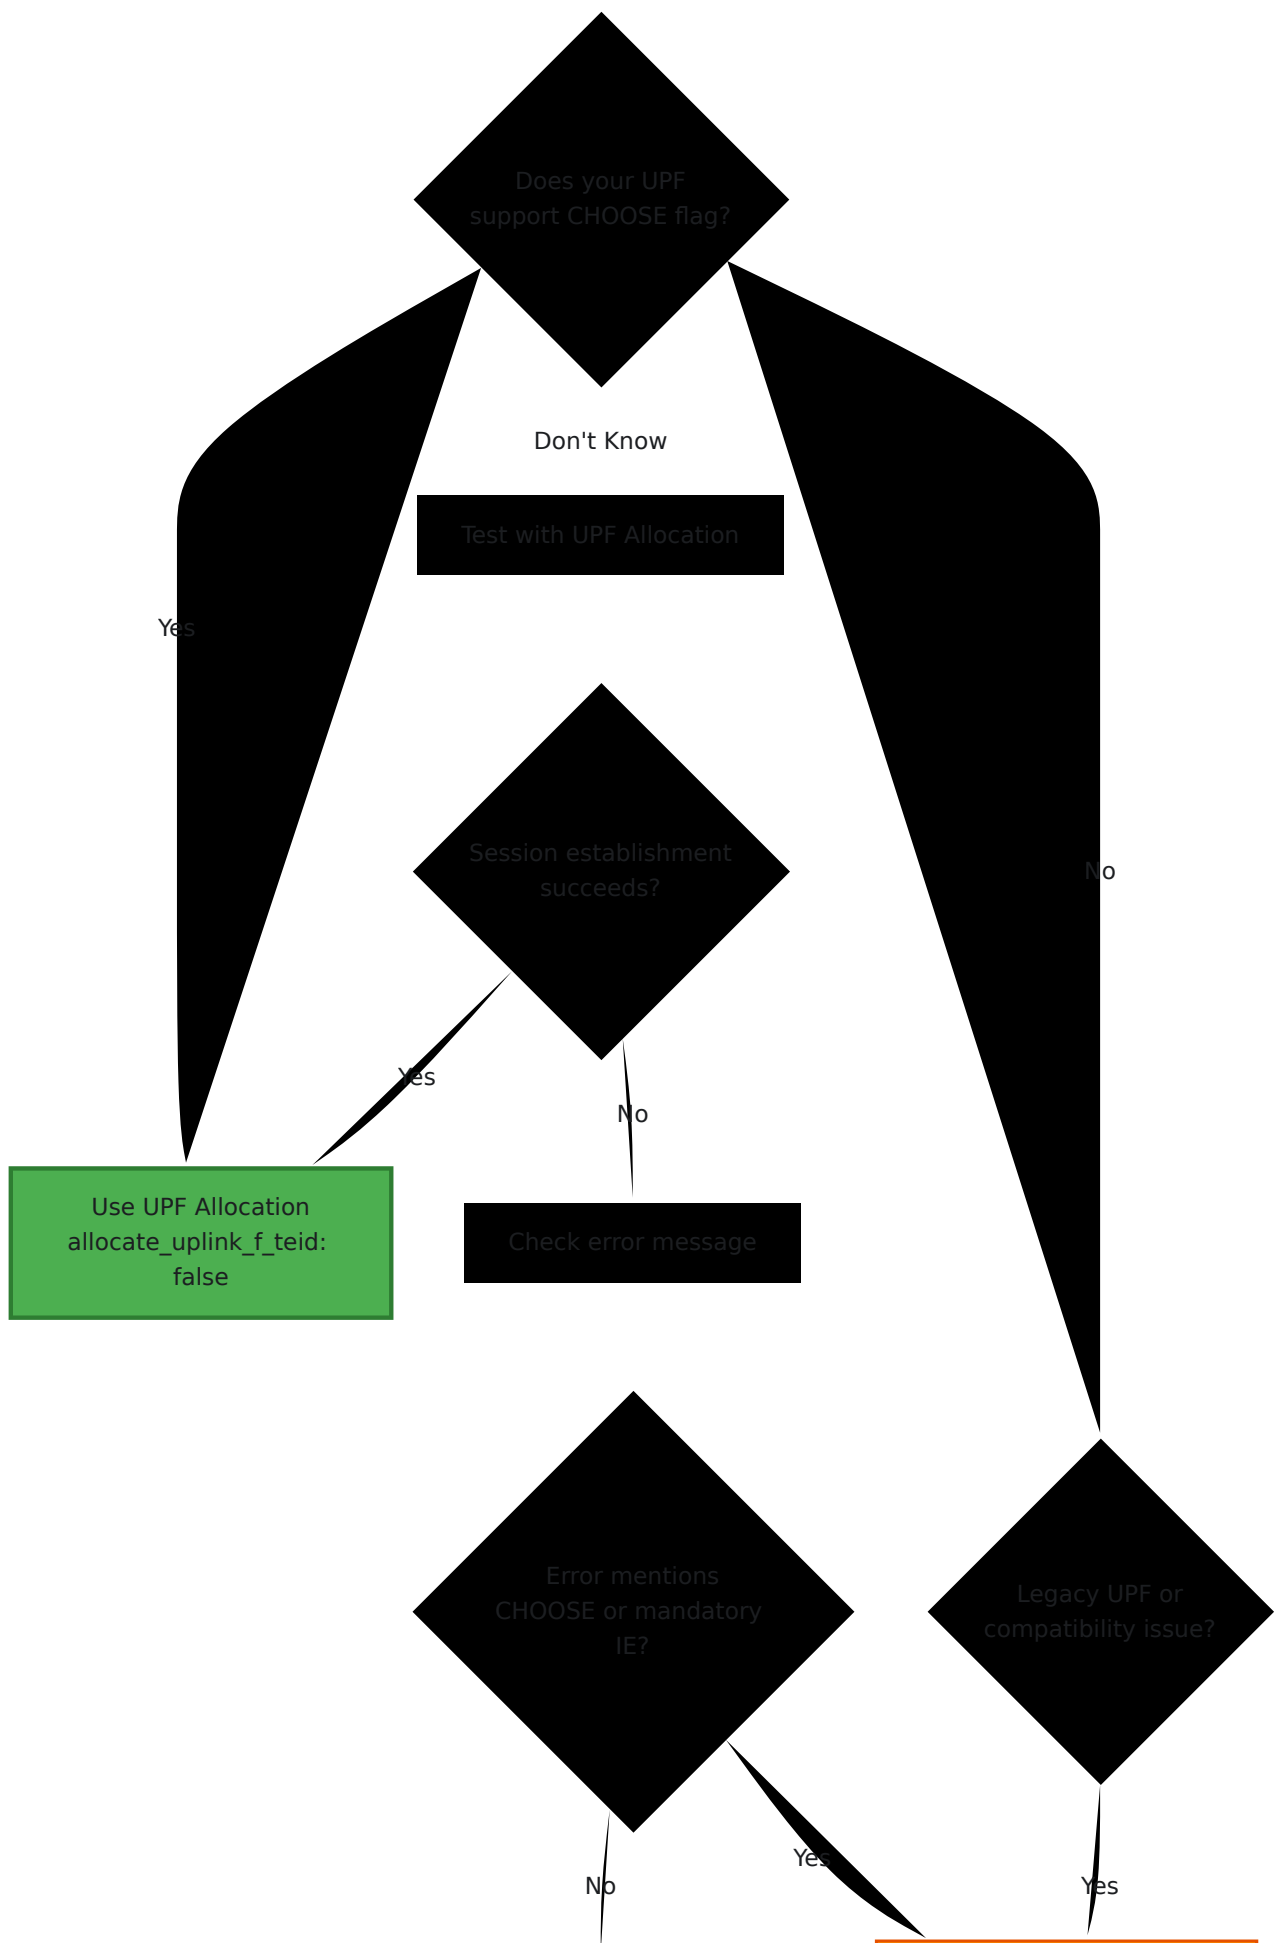 Does your UPF
support CHOOSE flag?
Don't Know
Test with UPF Allocation
Yes
Session establishment
succeeds?
No
Yes
No
Use UPF Allocation
allocate_uplink_f_teid:
false
Check error message
Error mentions
CHOOSE or mandatory
IE?
Legacy UPF or
compatibility issue?
Yes
No
Yes